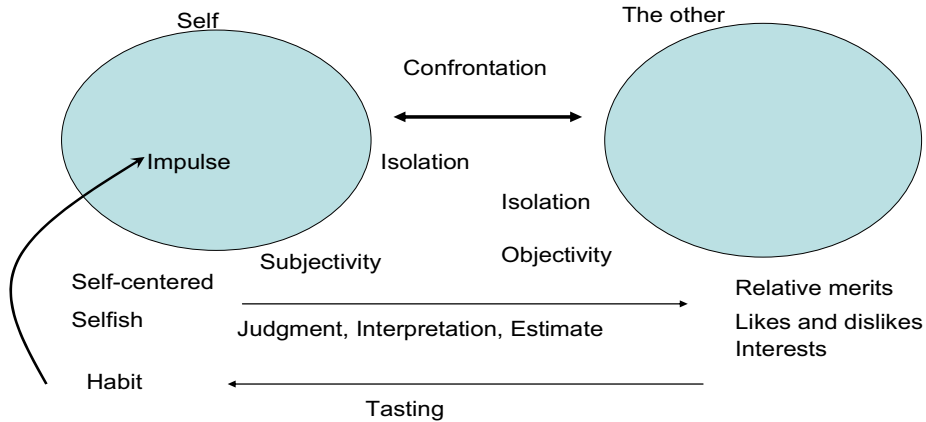 Self
The other
Confrontation
Impulse
Isolation
Isolation
Subjectivity
Objectivity
Self-centered
Relative merits
Selfish
Judgment, Interpretation, Estimate
Likes and dislikes
Interests
Habit
Tasting